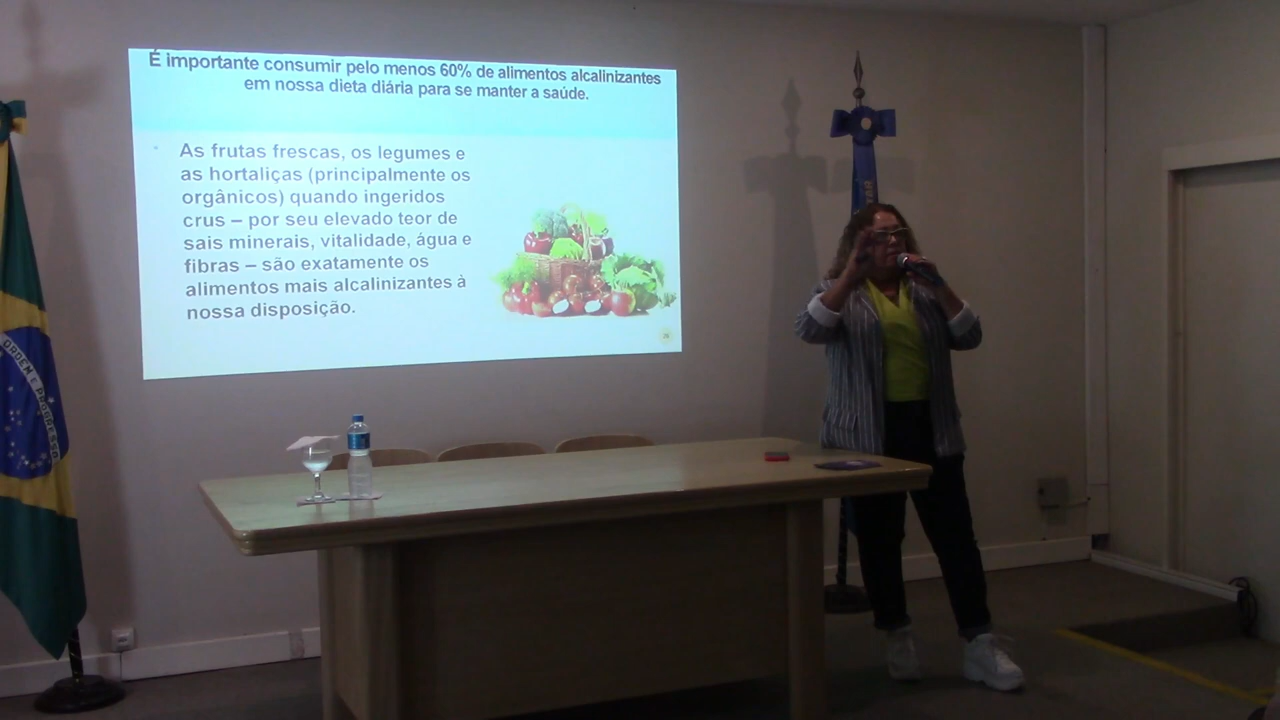 É importante consumir pelo menos 60% de alimentos alcalinizantes
em nossa dieta diária para se manter a saúde.
As frutas frescas, os legumes e
as hortaliças (principalmente os
orgânicos) quando ingeridos
crus – por seu elevado teor de
sais minerais, vitalidade, água e
fibras – são exatamente os
alimentos mais alcalinizantes à
nossa disposição.
ORDEM E PROGRESSO